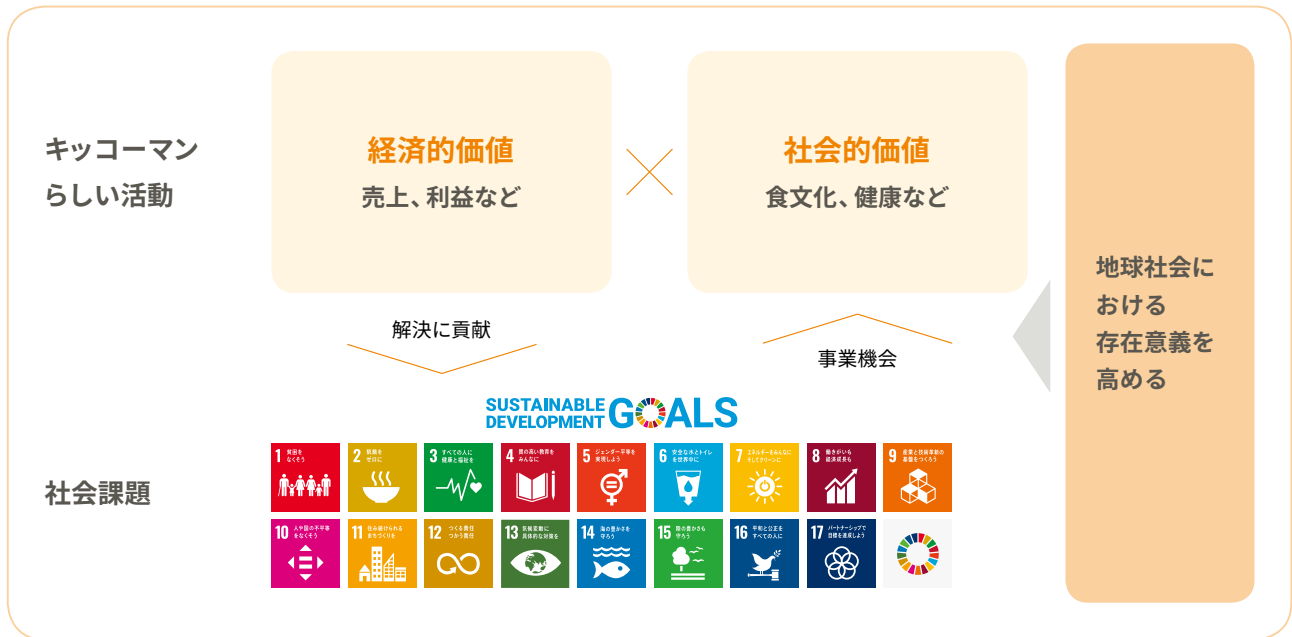 キッコーマン
らしい活動
経済的価値
売上、利益など
社会的価値
食文化、健康など
地球社会に
おける
存在意義を
高める
解決に貢献
事業機会
SUSTAINABLE
DEVELOPMENT
GOALS
社会課題
1 貧困を
なくそう
2 飢餓を
ゼロに
3 すべての人に
健康と福祉を
4 質の高い教育を
みんなに
5 ジェンダー平等を
実現しよう
6 安全な水とトイレ
を世界中に
7 エネルギーをみんなに
そしてクリーンに
8 働きがいも
経済成長も
9 産業と技術革新の
基盤をつくろう
10 人や国の不平等
をなくそう
11 住み続けられる
まちづくりを
12 つくる責任
つかう責任
13 気候変動に
具体的な対策を
14 海の豊かさを
守ろう
15 陸の豊かさも
守ろう
16 平和と公正を
すべての人に
17 パートナーシップで
目標を達成しよう